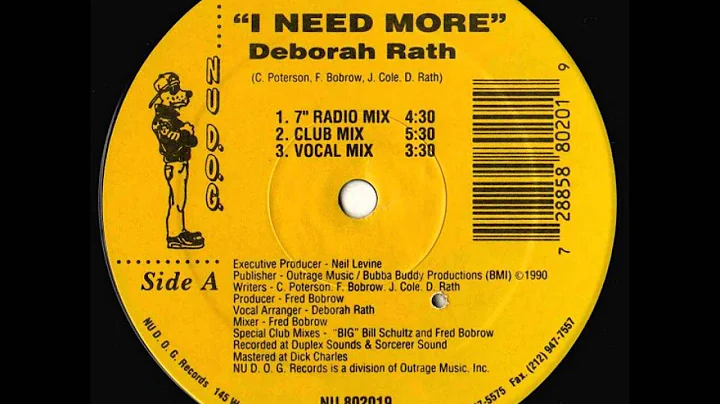 “I NEED MORE”
Deborah Rath
(C. Poterson, F. Bobrow, J. Cole, D. Rath)
1. 7" RADIO MIX 4:30
2. CLUB MIX 5:30
3. VOCAL MIX 3:30
NU D.O.G.
7 28858 80201 9
Side A
Executive Producer - Neil Levine
Publisher - Outrage Music / Bubba Buddy Productions (BMI) ©1990
Writers - C. Poterson, F. Bobrow, J. Cole, D. Rath
Producer - Fred Bobrow
Vocal Arranger - Deborah Rath
Mixer - Fred Bobrow
Special Club Mixes - "BIG" Bill Schultz and Fred Bobrow
Recorded at Duplex Sounds & Sorcerer Sound
Mastered at Dick Charles
NU D. O. G. Records is a division of Outrage Music, Inc.
NU D. O. G. Records 145 W
-5575 Fax. (212) 947-7557
NU 802019